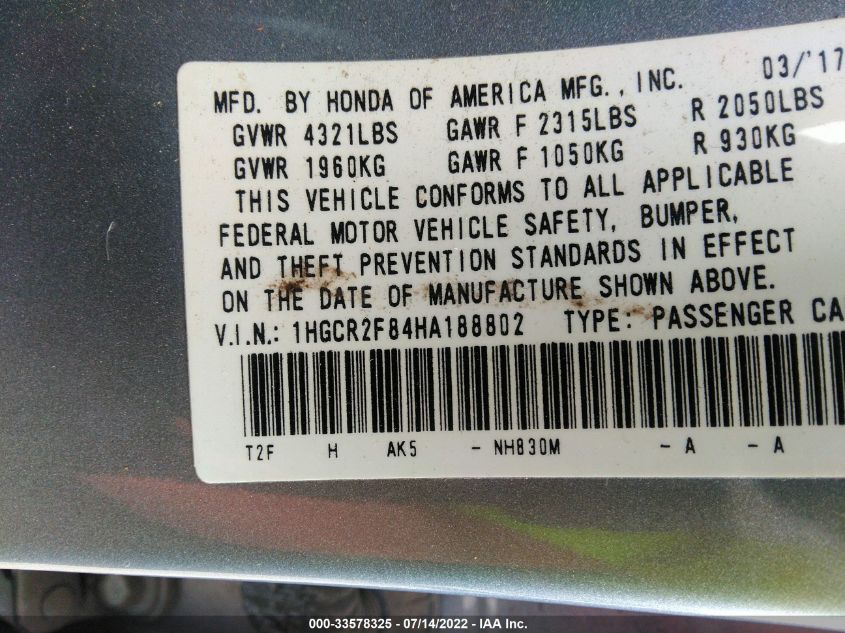 03/'17
MFD. BY HONDA OF AMERICA MFG., INC.
GVWR 4321LBS GAWR F 2315LBS R 2050LBS
GVWR 1960KG GAWR F 1050KG R 930KG
THIS VEHICLE CONFORMS TO ALL APPLICABLE
FEDERAL MOTOR VEHICLE SAFETY, BUMPER,
AND THEFT PREVENTION STANDARDS IN EFFECT
ON THE DATE OF MANUFACTURE SHOWN ABOVE.
V.I.N.: 1HGCR2F84HA188802 TYPE: PASSENGER CA
T2F H AK5 - NH830M - A - A
000-33578325 / 07/14/2022 - IAA Inc.